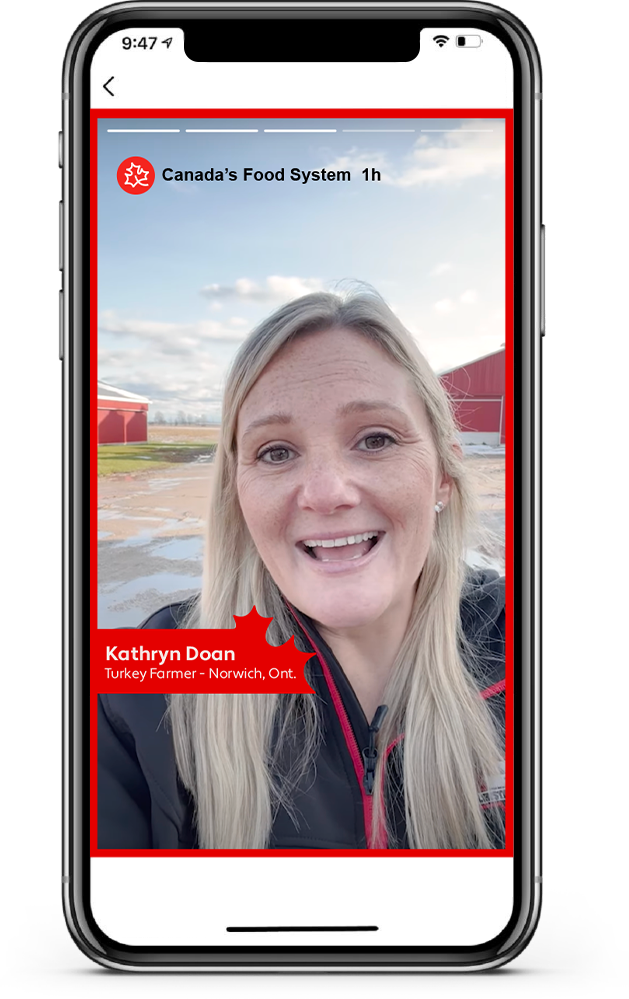 9:47
Canada's Food System 1h
Kathryn Doan
Turkey Farmer - Norwich, Ont.